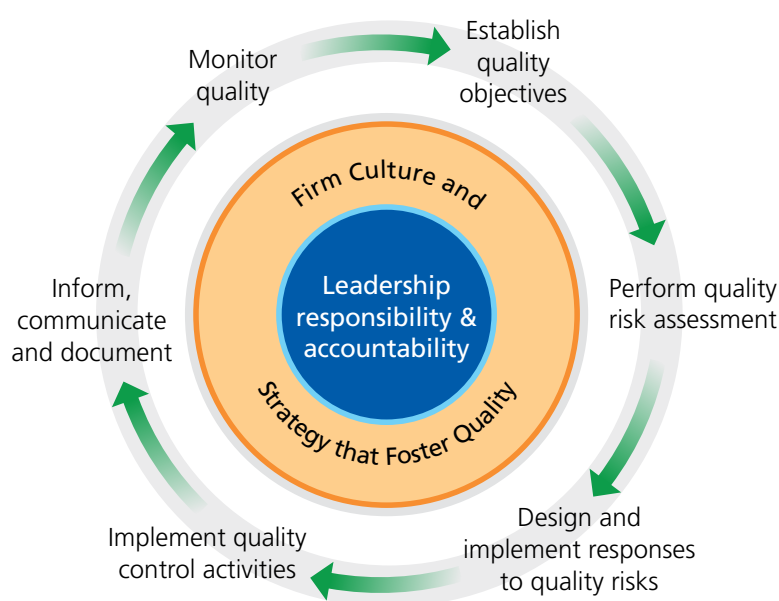 Establish
quality
objectives
Perform quality
risk assessment
Design and
implement responses
to quality risks
Implement quality
control activities
Inform,
communicate
and document
Monitor
quality
Firm Culture and
Strategy that Foster Quality
Leadership
responsibility &
accountability